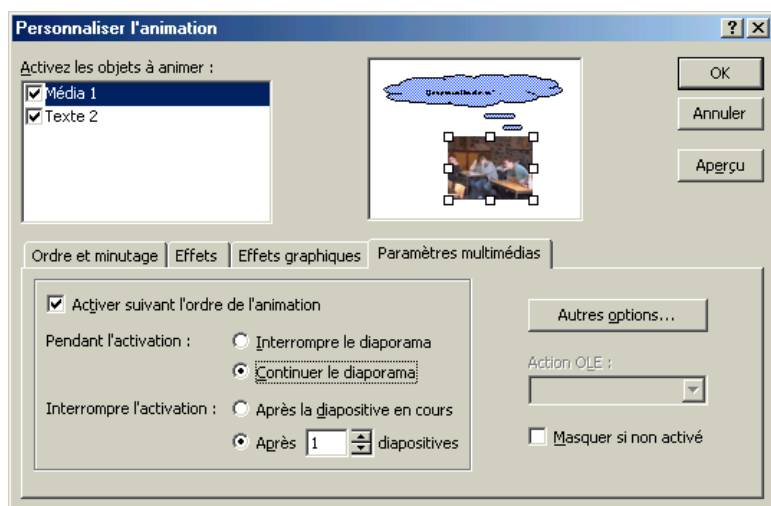 Personnaliser l'animation
Activez les objets à animer :
Média 1
Texte 2
OK
Annuler
Aperçu
Ordre et minutage
Effets
Effets graphiques
Paramètres multimédias
Activer suivant l'ordre de l'animation
Pendant l'activation :
Interrompre le diaporama
Continuer le diaporama
Interrompre l'activation :
Après la diapositive en cours
Après 1 diapositives
Autres options...
Action OLE :
Masquer si non activé